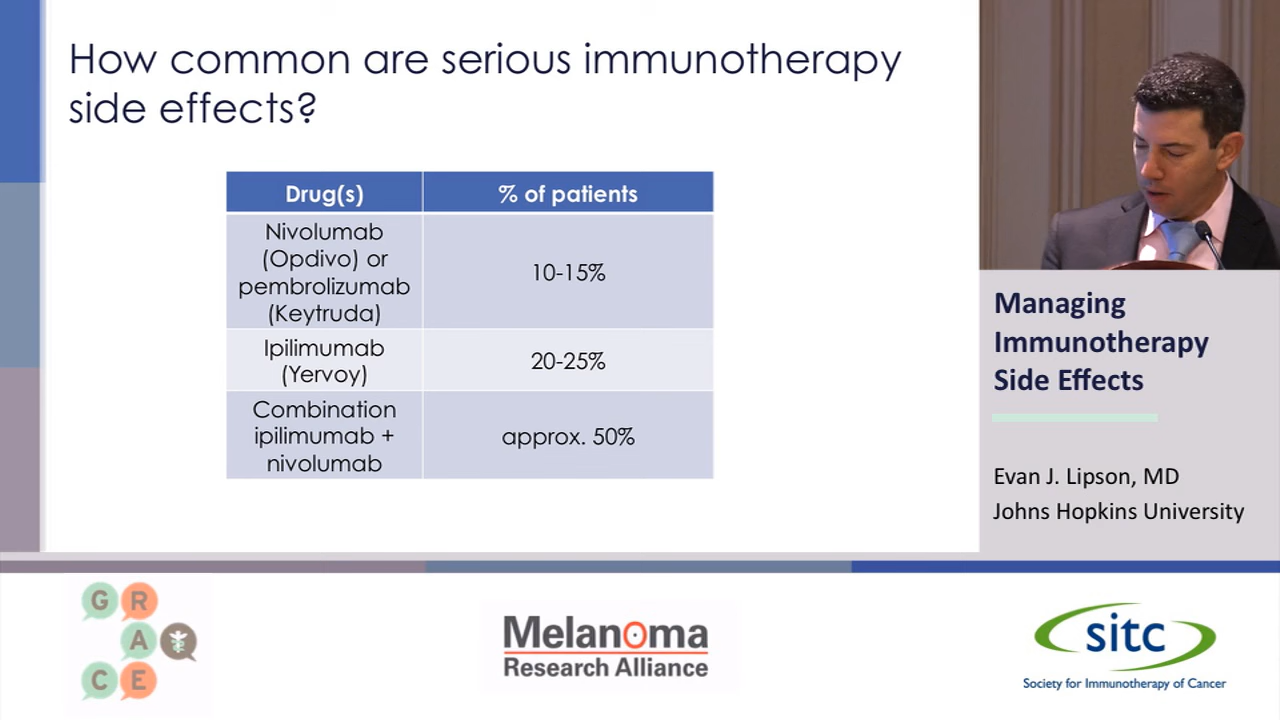 How common are serious immunotherapy
side effects?
Drug(s)
% of patients
Nivolumab
(Opdivo) or
pembrolizumab
(Keytruda)
10-15%
Ipilimumab
(Yervoy)
20-25%
Combination
ipilimumab +
nivolumab
approx. 50%
Managing
Immunotherapy
Side Effects
Evan J. Lipson, MD
Johns Hopkins University
G R
A
C E
Melanoma
Research Alliance
sitc
Society for Immunotherapy of Cancer